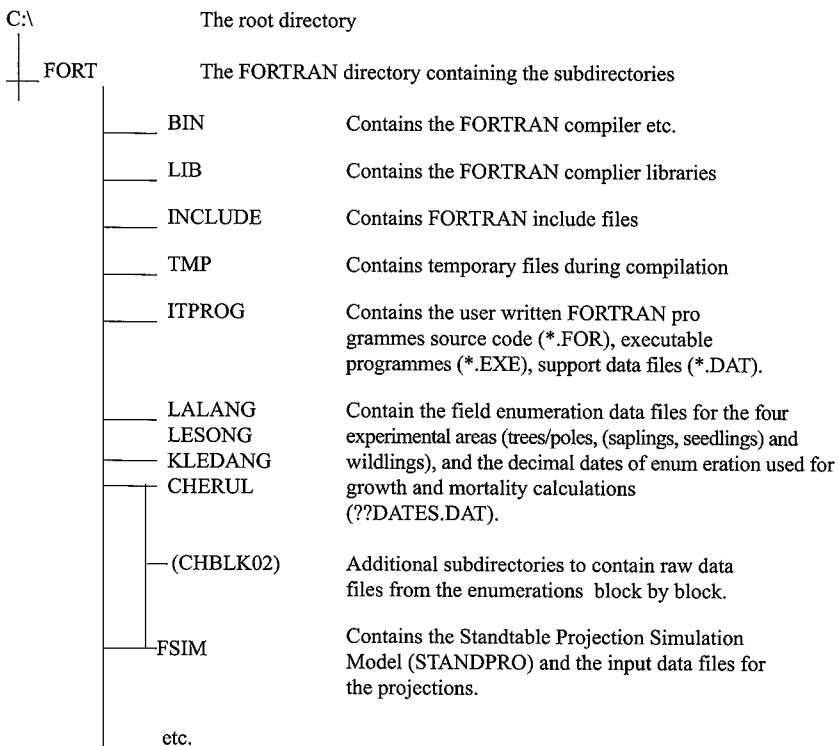 C:\ The root directory
FORT The FORTRAN directory containing the subdirectories
BIN Contains the FORTRAN compiler etc.
LIB Contains the FORTRAN complier libraries
INCLUDE Contains FORTRAN include files
TMP Contains temporary files during compilation
ITPROG Contains the user written FORTRAN pro
grammes source code (*.FOR), executable
programmes (*.EXE), support data files (*.DAT).
LALANG Contain the field enumeration data files for the four
LESONG experimental areas (trees/poles, (saplings, seedlings) and
KLEDANG wildlings), and the decimal dates of enum eration used for
CHERUL growth and mortality calculations
(??DATES.DAT).
(CHBLK02) Additional subdirectories to contain raw data
files from the enumerations block by block.
FSIM Contains the Standtable Projection Simulation
Model (STANDPRO) and the input data files for
the projections.
etc.